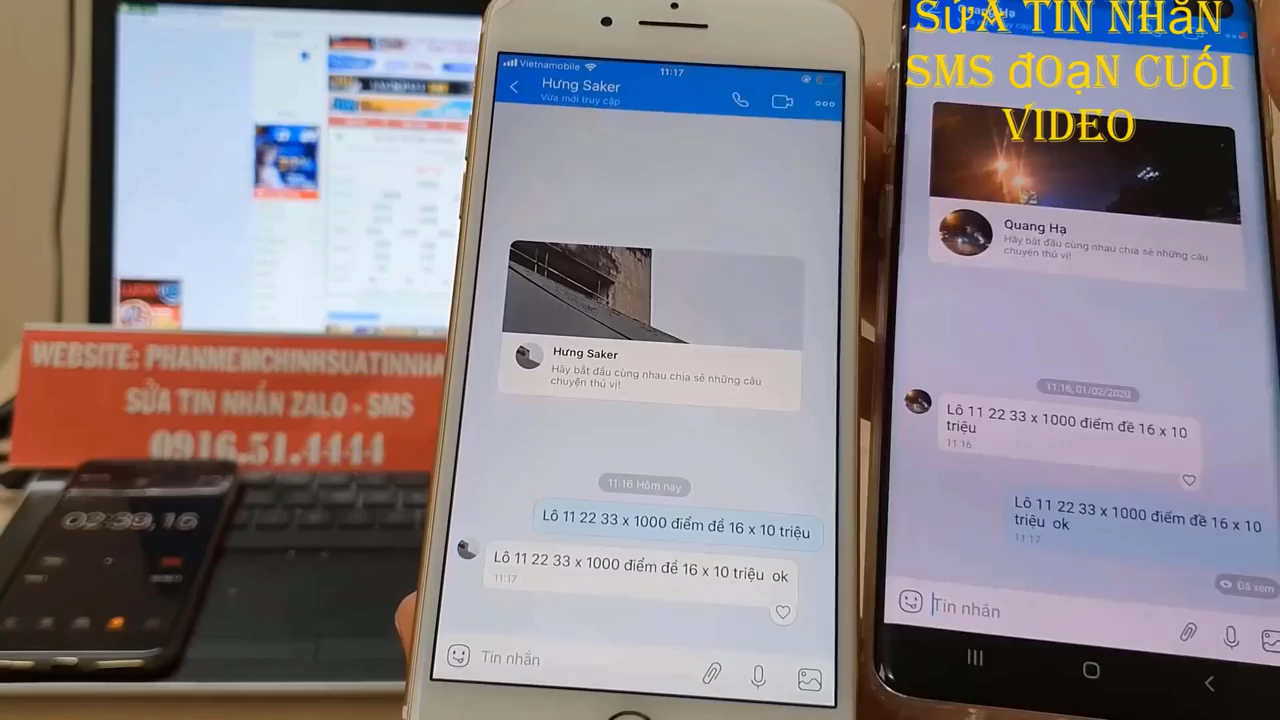 SỬA TIN NHẮN
SMS ĐOẠN CUỐI
VIDEO
WEBSITE: PHANMEMCHINHSUATINNHA
SỬA TIN NHẮN ZALO - SMS
0916.51.4444
02:39,16
Vietnamobile
11:17
Hưng Saker
Vừa mới truy cập
Hưng Saker
Hãy bắt đầu cùng nhau chia sẻ những câu
chuyện thú vị!
11:16 Hôm nay
Lô 11 22 33 x 1000 điểm đề 16 x 10 triệu
Lô 11 22 33 x 1000 điểm đề 16 x 10 triệu ok
11:17
Tin nhắn
Quang Hạ
Quang Hạ
Hãy bắt đầu cùng nhau chia sẻ những câu
chuyện thú vị!
11:16, 01/02/2020
Lô 11 22 33 x 1000 điểm đề 16 x 10
triệu
11:16
Lô 11 22 33 x 1000 điểm đề 16 x 10
triệu ok
11:17
Đã xem
Tin nhắn